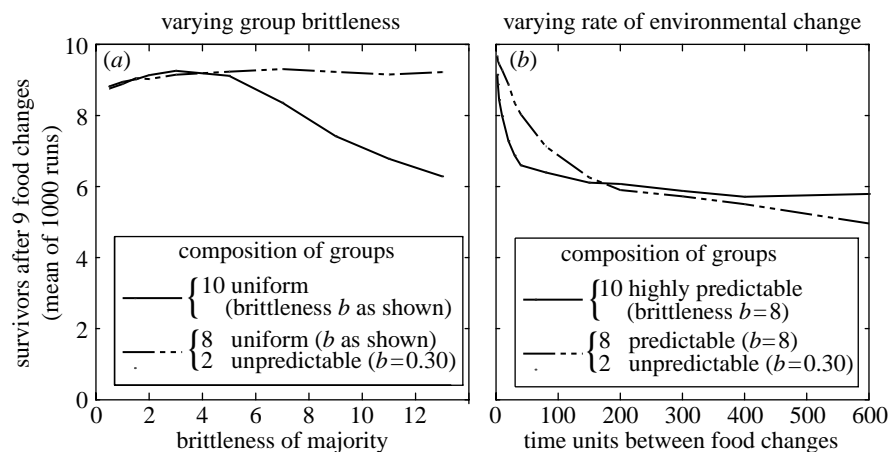 varying group brittleness
varying rate of environmental change
survivors after 9 food changes
(mean of 1000 runs)
10
8
6
4
2
0
(a)
composition of groups
10 uniform
(brittleness b as shown)
8 uniform (b as shown)
2 unpredictable (b=0.30)
0 2 4 6 8 10 12
brittleness of majority
(b)
composition of groups
10 highly predictable
(brittleness b=8)
8 predictable (b=8)
2 unpredictable (b=0.30)
0 100 200 300 400 500 600
time units between food changes